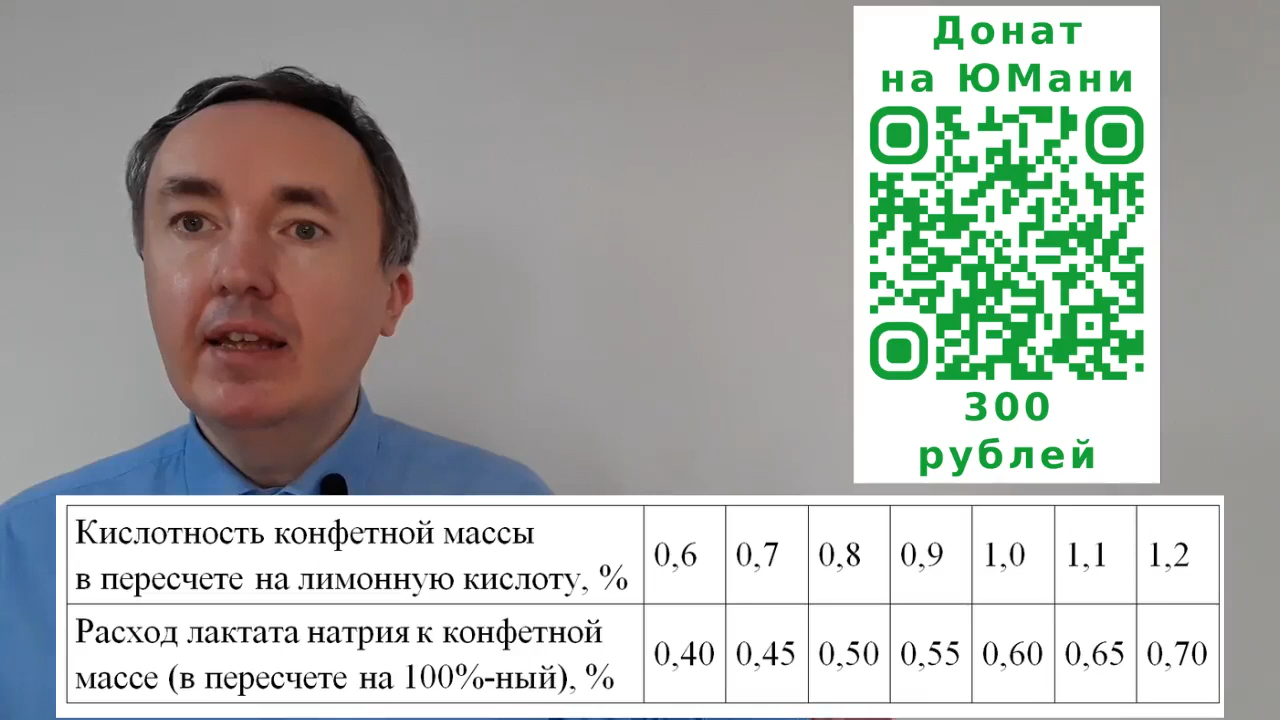 Донат
на ЮМани
300
рублей
Кислотность конфетной массы
в пересчете на лимонную кислоту, %
0,6 0,7 0,8 0,9 1,0 1,1 1,2
Расход лактата натрия к конфетной
массе (в пересчете на 100%-ный), %
0,40 0,45 0,50 0,55 0,60 0,65 0,70